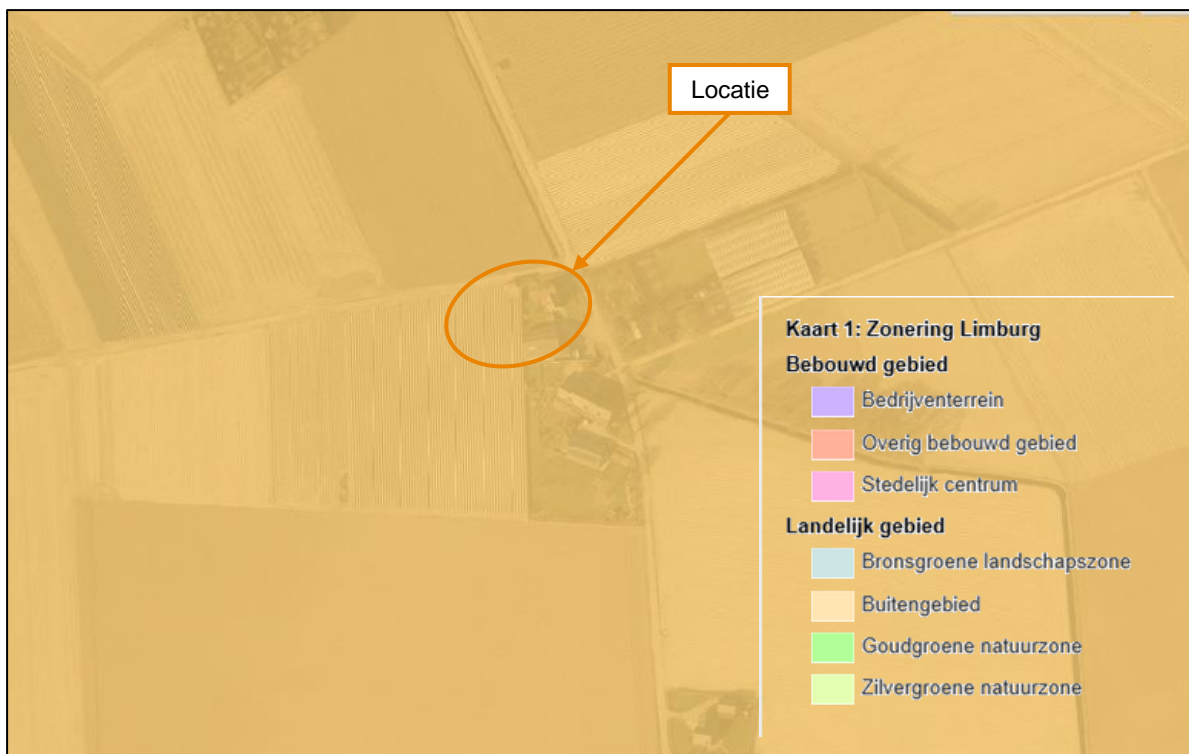 Locatie
Kaart 1: Zonering Limburg
Bebouwd gebied
Bedrijventerrein
Overig bebouwd gebied
Stedelijk centrum
Landelijk gebied
Bronsgroene landschapszone
Buitengebied
Goudgroene natuurzone
Zilvergroene natuurzone